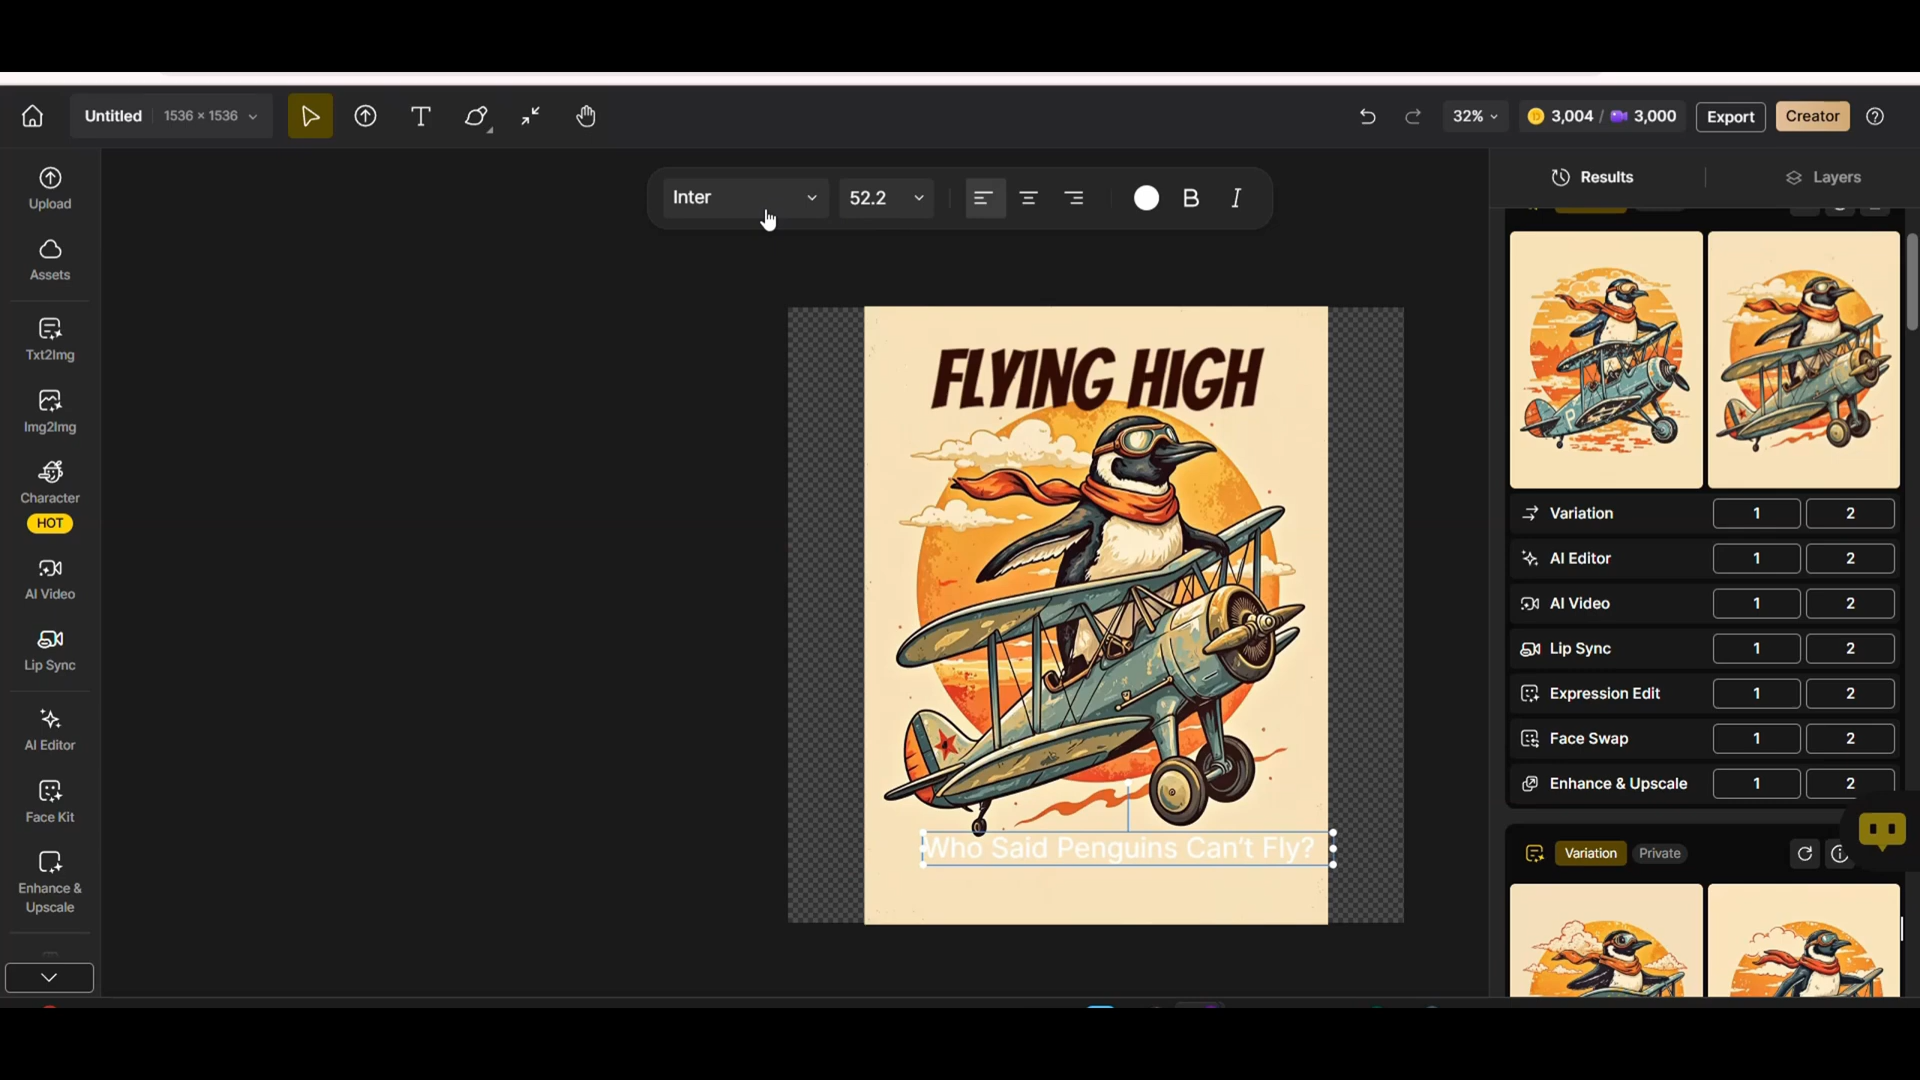 Untitled 1536 × 1536
32%
3,004 / 3,000
Export
Creator
Upload
Assets
Txt2Img
Img2Img
Character
HOT
AI Video
Lip Sync
AI Editor
Face Kit
Enhance &
Upscale
Inter
52.2
B I
FLYING HIGH
Who Said Penguins Can't Fly?
Results
Layers
Variation 1 2
AI Editor 1 2
AI Video 1 2
Lip Sync 1 2
Expression Edit 1 2
Face Swap 1 2
Enhance & Upscale 1 2
Variation Private